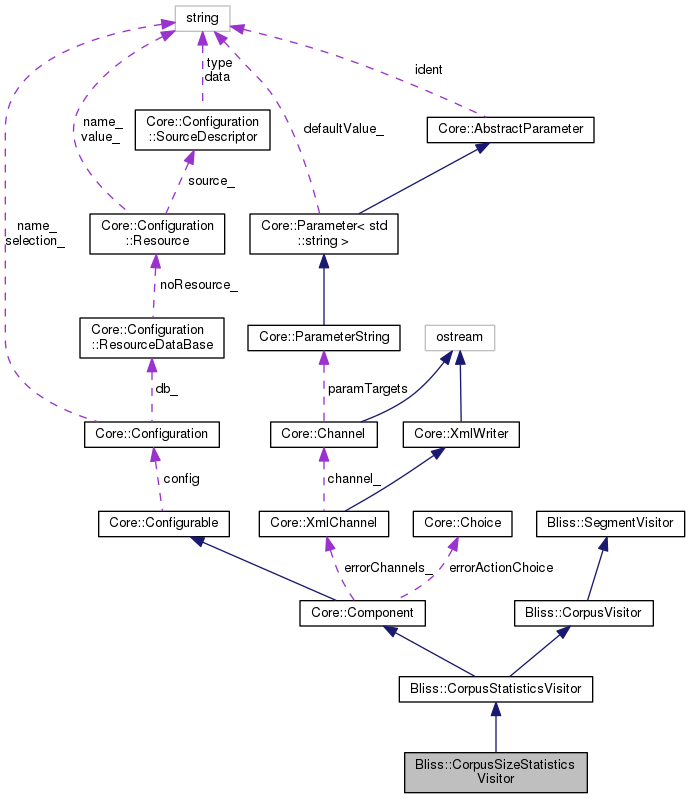 string
ident
type
data
name_
value_
defaultValue_
Core::Configuration
::SourceDescriptor
Core::AbstractParameter
source_
name_
selection_
Core::Configuration
::Resource
Core::Parameter< std
::string >
noResource_
Core::Configuration
::ResourceDataBase
Core::ParameterString
ostream
db_
paramTargets
Core::Configuration
Core::Channel
Core::XmlWriter
config
channel_
Core::Configurable
Core::XmlChannel
Core::Choice
Bliss::SegmentVisitor
errorChannels_
errorActionChoice
Core::Component
Bliss::CorpusVisitor
Bliss::CorpusStatisticsVisitor
Bliss::CorpusSizeStatistics
Visitor